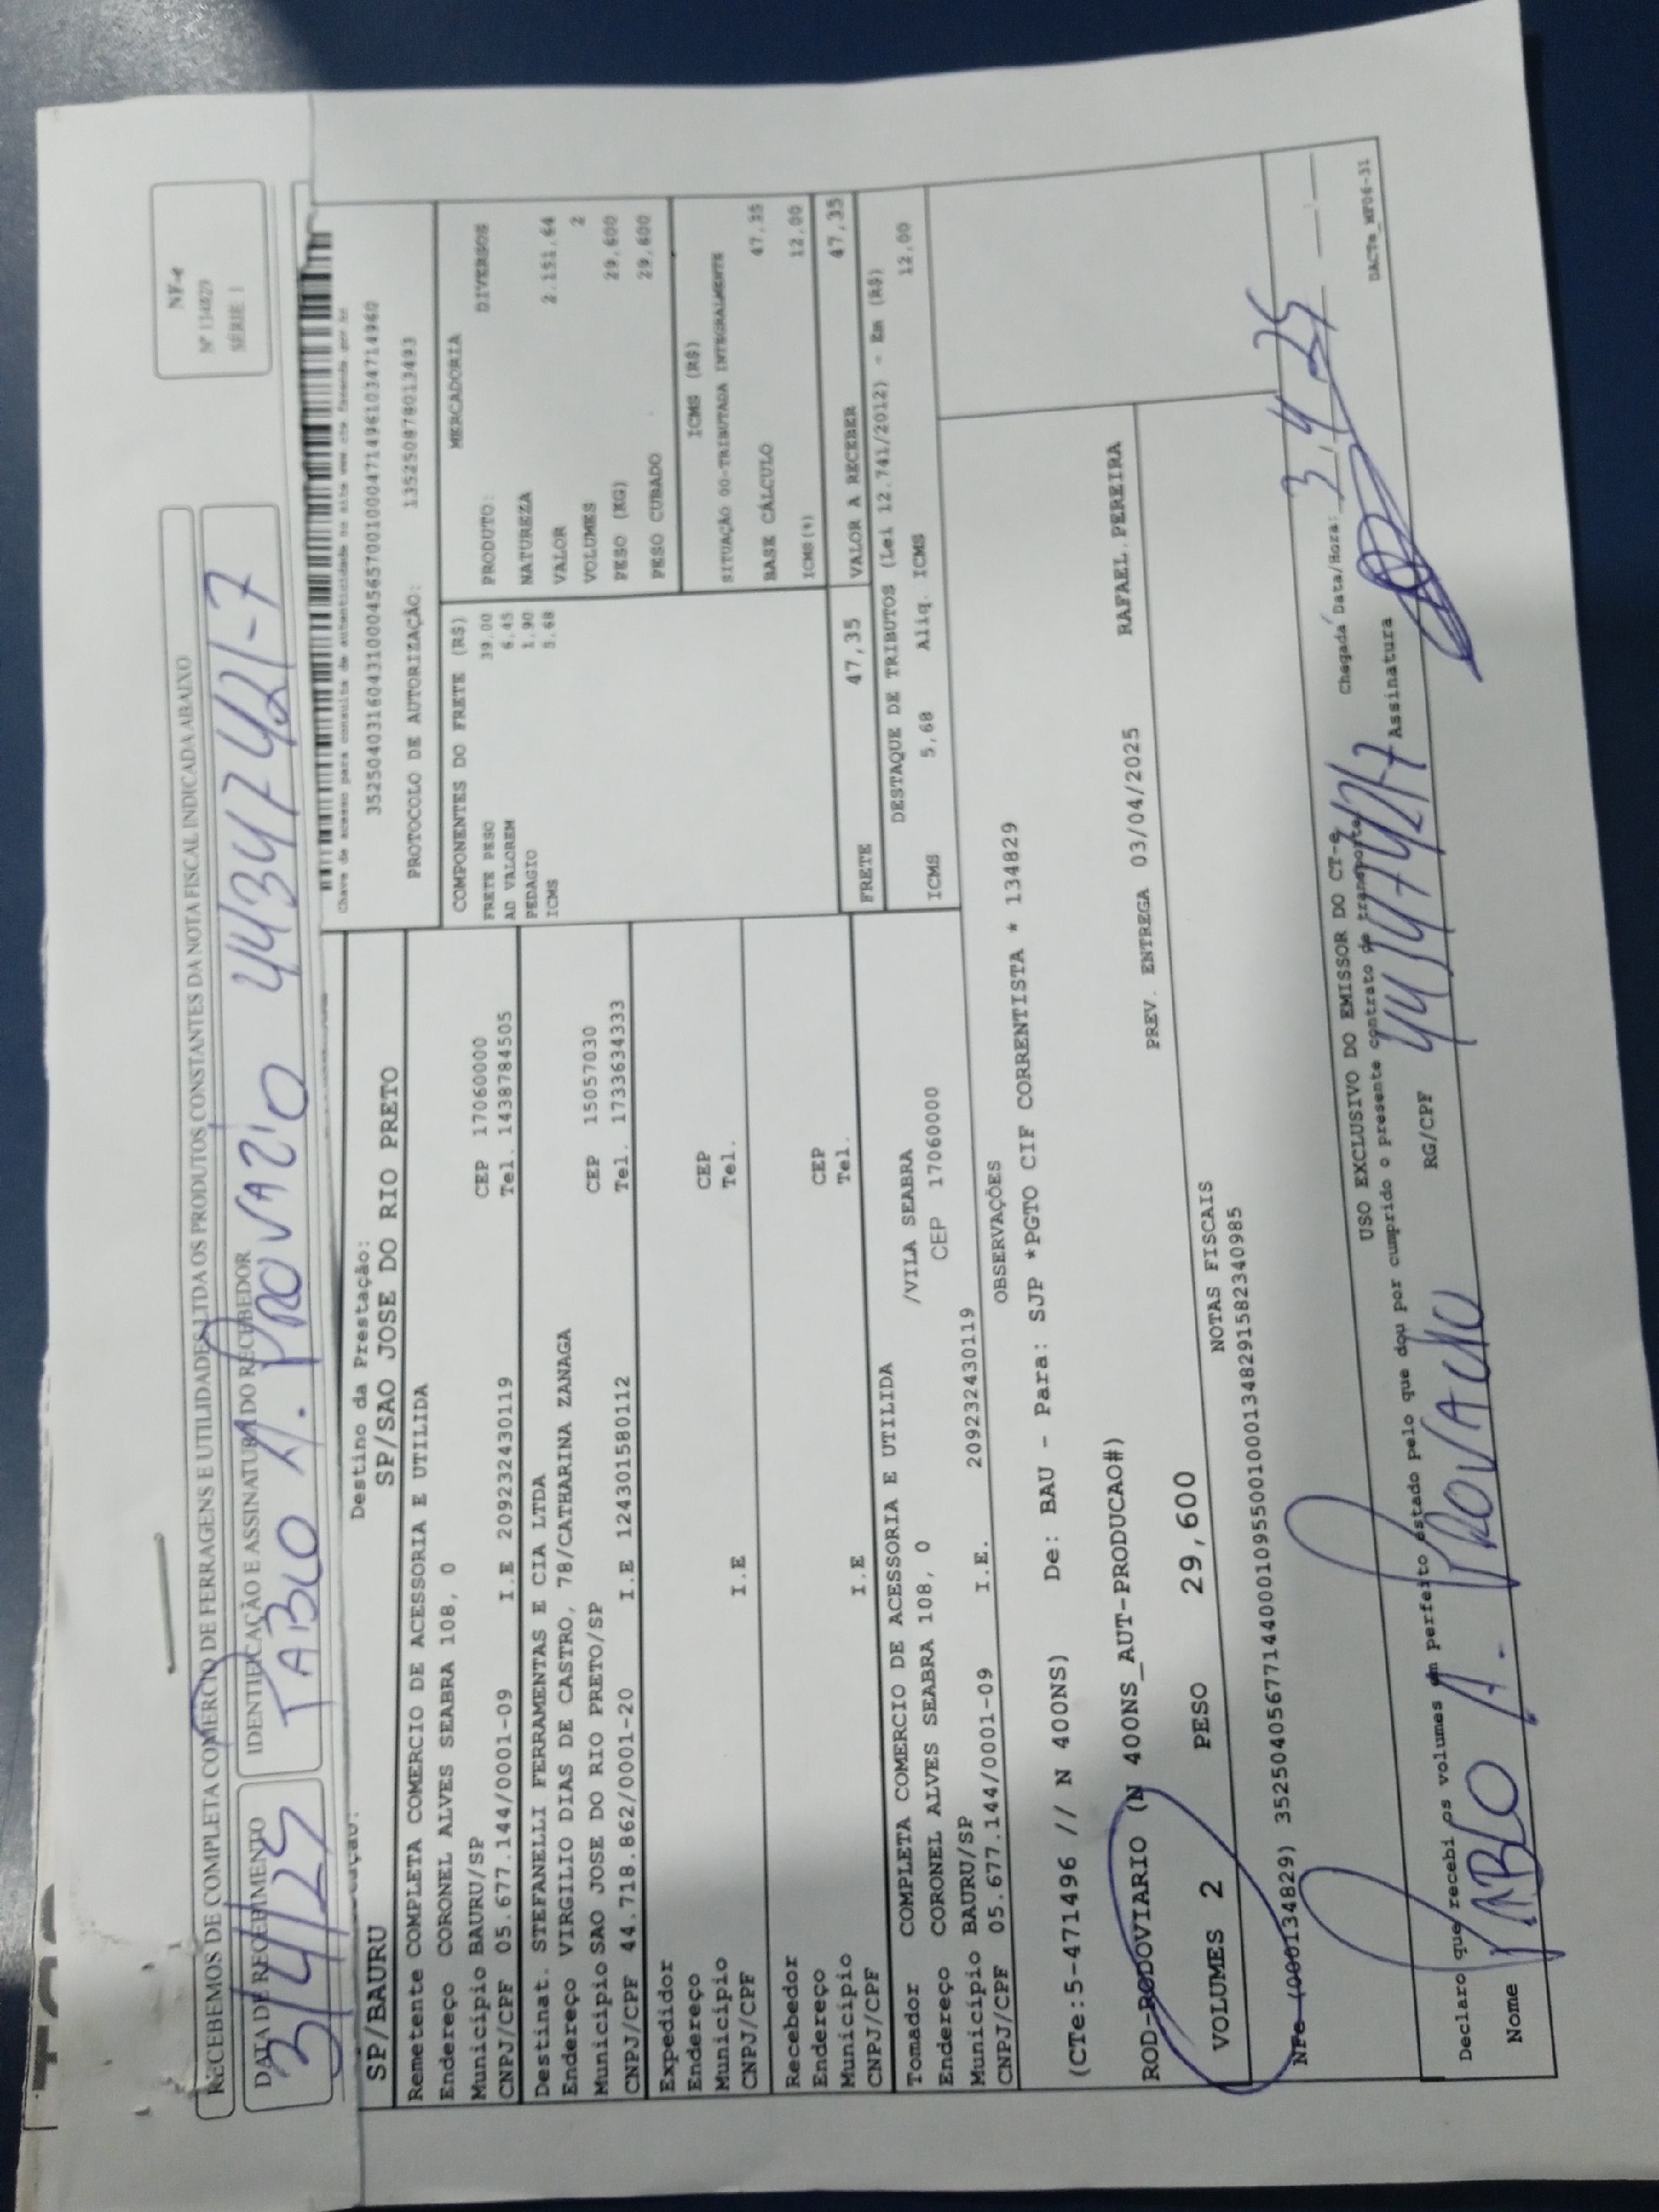 RECEBEMOS DE COMPLETA COMERCIO DE FERRAGENS E UTILIDADES LTDA OS PRODUTOS CONSTANTES DA NOTA FISCAL INDICADA ABAIXO
NF-e
Nº 134829
SÉRIE 1
DATA DE RECEBIMENTO
3/4/25
IDENTIFICAÇÃO E ASSINATURA DO RECEBEDOR
PABLO A. PROVAZIO 44347421-7
Chave de acesso para consulta de autenticidade no site www.cte.fazenda.gov.br
35250403160431000456570010004714961034714960
PROTOCOLO DE AUTORIZAÇÃO: 135250878013493
SP/BAURU
Destino da Prestação:
SP/SAO JOSE DO RIO PRETO
Remetente COMPLETA COMERCIO DE ACESSORIA E UTILIDA
Endereço CORONEL ALVES SEABRA 108, 0
Município BAURU/SP CEP 17060000
CNPJ/CPF 05.677.144/0001-09 I.E 209232430119 Tel. 1438784505
Destinat. STEFANELLI FERRAMENTAS E CIA LTDA
Endereço VIRGILIO DIAS DE CASTRO, 78/CATHARINA ZANAGA
Município SAO JOSE DO RIO PRETO/SP CEP 15057030
CNPJ/CPF 44.718.862/0001-20 I.E 124301580112 Tel. 1733634333
Expedidor
Endereço
Município CEP
CNPJ/CPF I.E Tel.
Recebedor
Endereço
Município CEP
CNPJ/CPF I.E Tel.
Tomador COMPLETA COMERCIO DE ACESSORIA E UTILIDA
Endereço CORONEL ALVES SEABRA 108, 0 /VILA SEABRA
Município BAURU/SP CEP 17060000
CNPJ/CPF 05.677.144/0001-09 I.E. 209232430119
COMPONENTES DO FRETE (R$)
FRETE PESO 39.00
AD VALOREM 6.45
PEDAGIO 1.90
ICMS 5.68
MERCADORIA
PRODUTO: DIVERSOS
NATUREZA
VALOR 2.151,64
VOLUMES 2
PESO (KG) 29,600
PESO CUBADO 29,600
ICMS (R$)
SITUAÇÃO 00-TRIBUTADA INTEGRALMENTE
BASE CÁLCULO 47,35
ICMS(%) 12,00
FRETE 47,35 VALOR A RECEBER 47,35
DESTAQUE DE TRIBUTOS (Lei 12.741/2012) - Em (R$)
ICMS 5,68 Aliq. ICMS 12,00
OBSERVAÇÕES
(CTe:5-471496 // N 400NS) De: BAU - Para: SJP *PGTO CIF CORRENTISTA * 134829
ROD-RODOVIARIO (N 400NS_AUT-PRODUCAO#) PREV. ENTREGA 03/04/2025 RAFAEL.PEREIRA
VOLUMES 2 PESO 29,600
NOTAS FISCAIS
NFe (000134829) 35250405677144000109550010001348291582340985
USO EXCLUSIVO DO EMISSOR DO CT-e
Declaro que recebi os volumes em perfeito estado pelo que dou por cumprido o presente contrato de transporte
Chegada Data/Hora: 3.4.25
Nome PABLO A. PROVAZIO RG/CPF 44347421-7 Assinatura
DACTe_MF06-31